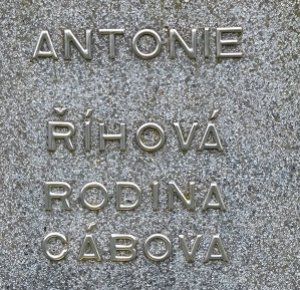 ANTONIE
ŘÍHOVÁ
RODINA
CÁBOVA